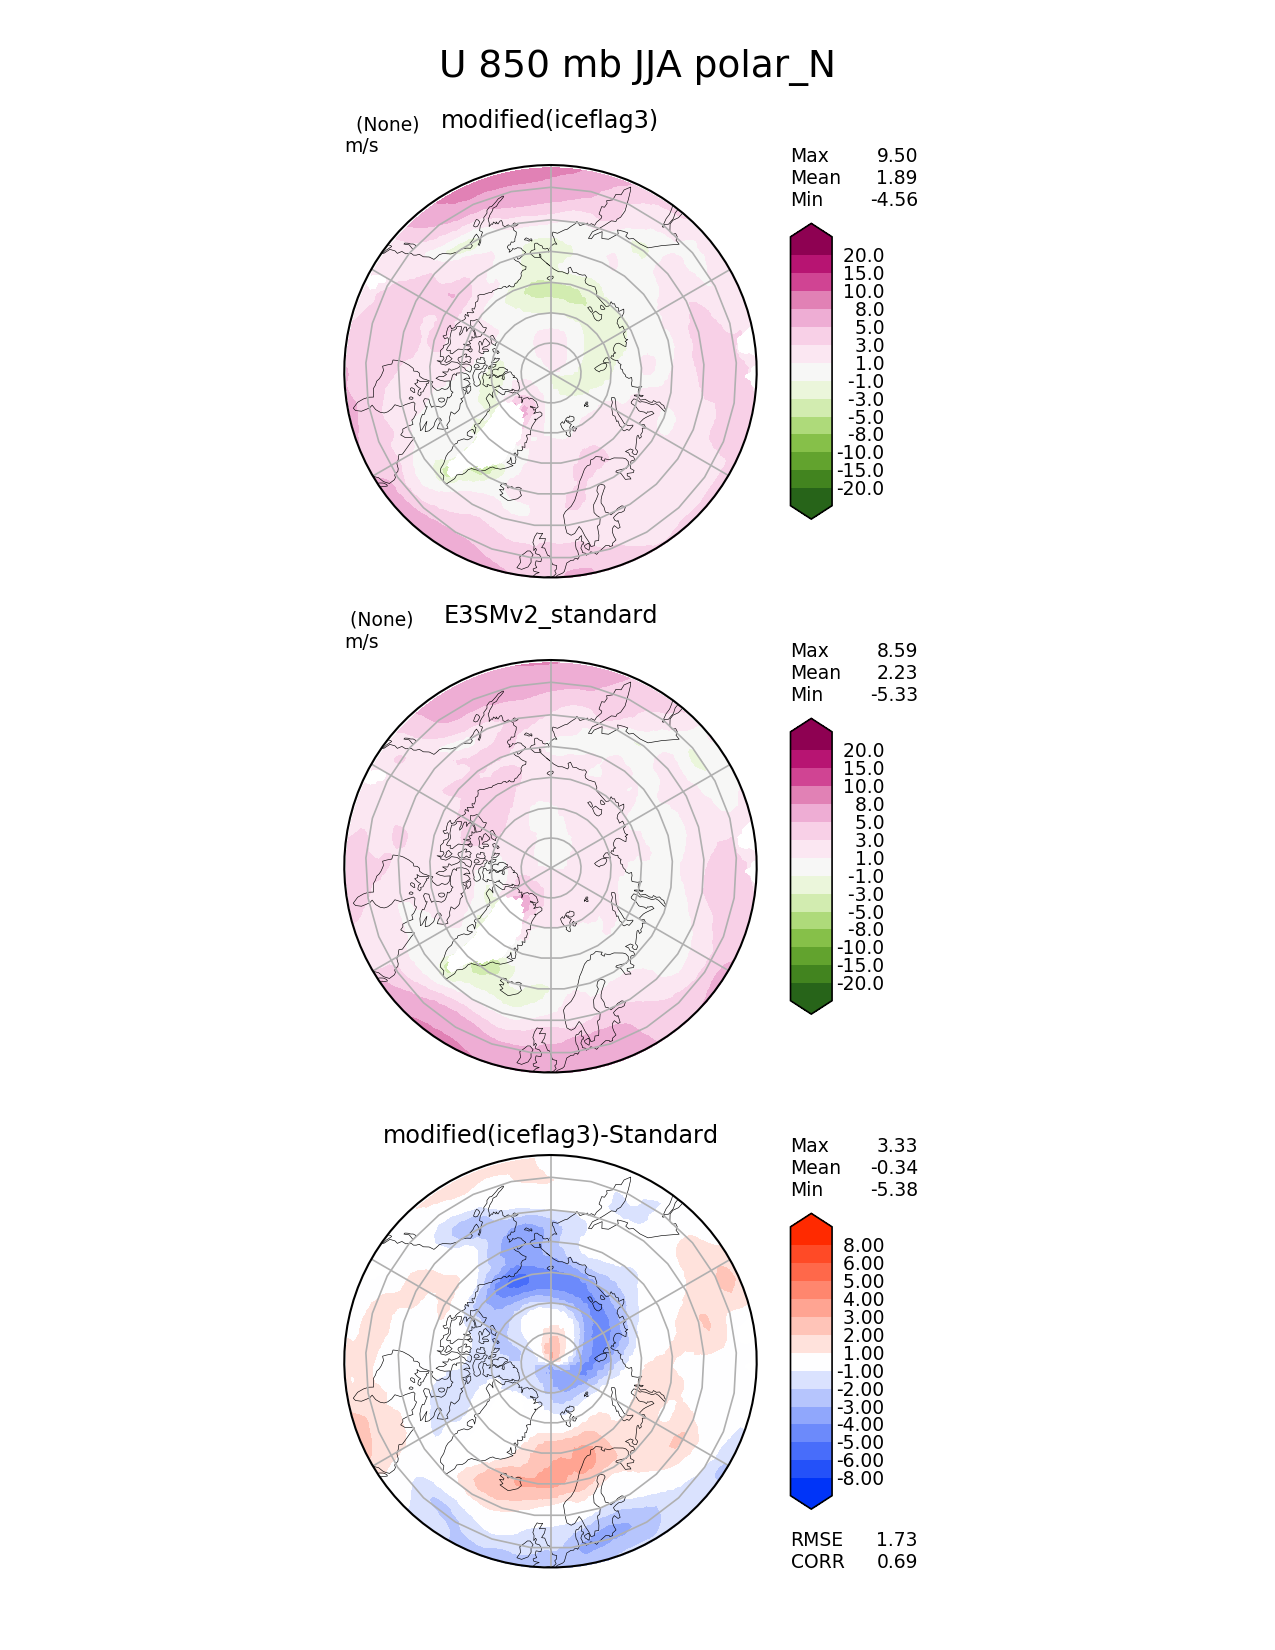 U 850 mb JJA polar_N
(None) modified(iceflag3)
m/s
Max 9.50
Mean 1.89
Min -4.56
20.0
15.0
10.0
8.0
5.0
3.0
1.0
-1.0
-3.0
-5.0
-8.0
-10.0
-15.0
-20.0
(None) E3SMv2_standard
m/s
Max 8.59
Mean 2.23
Min -5.33
20.0
15.0
10.0
8.0
5.0
3.0
1.0
-1.0
-3.0
-5.0
-8.0
-10.0
-15.0
-20.0
modified(iceflag3)-Standard
Max 3.33
Mean -0.34
Min -5.38
8.00
6.00
5.00
4.00
3.00
2.00
1.00
-1.00
-2.00
-3.00
-4.00
-5.00
-6.00
-8.00
RMSE 1.73
CORR 0.69